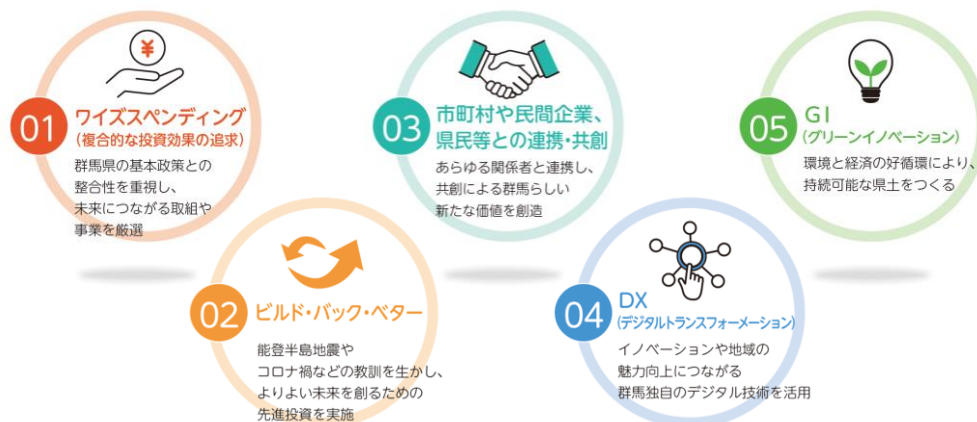 ¥
01
ワイズスペンディング
(複合的な投資効果の追求)
群馬県の基本政策との
整合性を重視し、
未来につながる取組や
事業を厳選
02
ビルド・バック・ベター
能登半島地震や
コロナ禍などの教訓を生かし、
よりよい未来を創るための
先進投資を実施
03
市町村や民間企業、
県民等との連携・共創
あらゆる関係者と連携し、
共創による群馬らしい
新たな価値を創造
04
DX
(デジタルトランスフォーメーション)
イノベーションや地域の
魅力向上につながる
群馬独自のデジタル技術を活用
05
GI
(グリーンイノベーション)
環境と経済の好循環により、
持続可能な県土をつくる